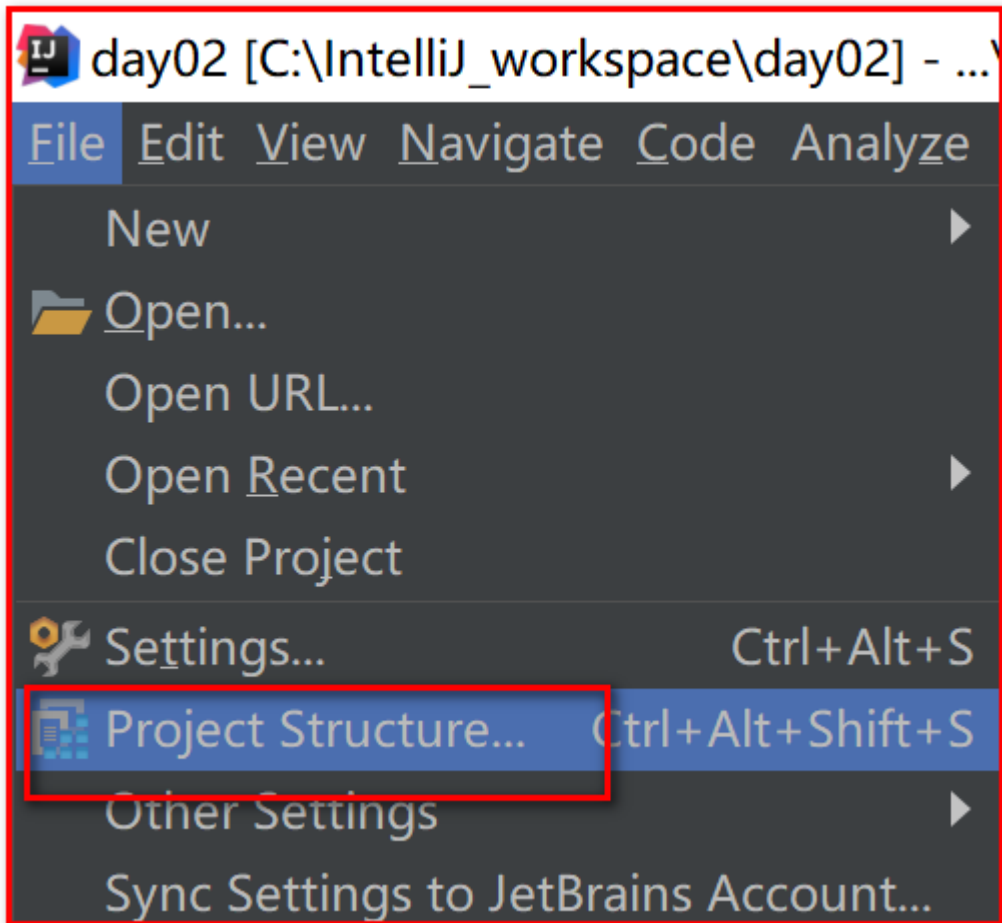 IJ
day02 [C:\IntelliJ_workspace\day02] - ...\
File Edit View Navigate Code Analyze
New
Open...
Open URL...
Open Recent
Close Project
Settings... Ctrl+Alt+S
Project Structure... Ctrl+Alt+Shift+S
Other Settings
Sync Settings to JetBrains Account...